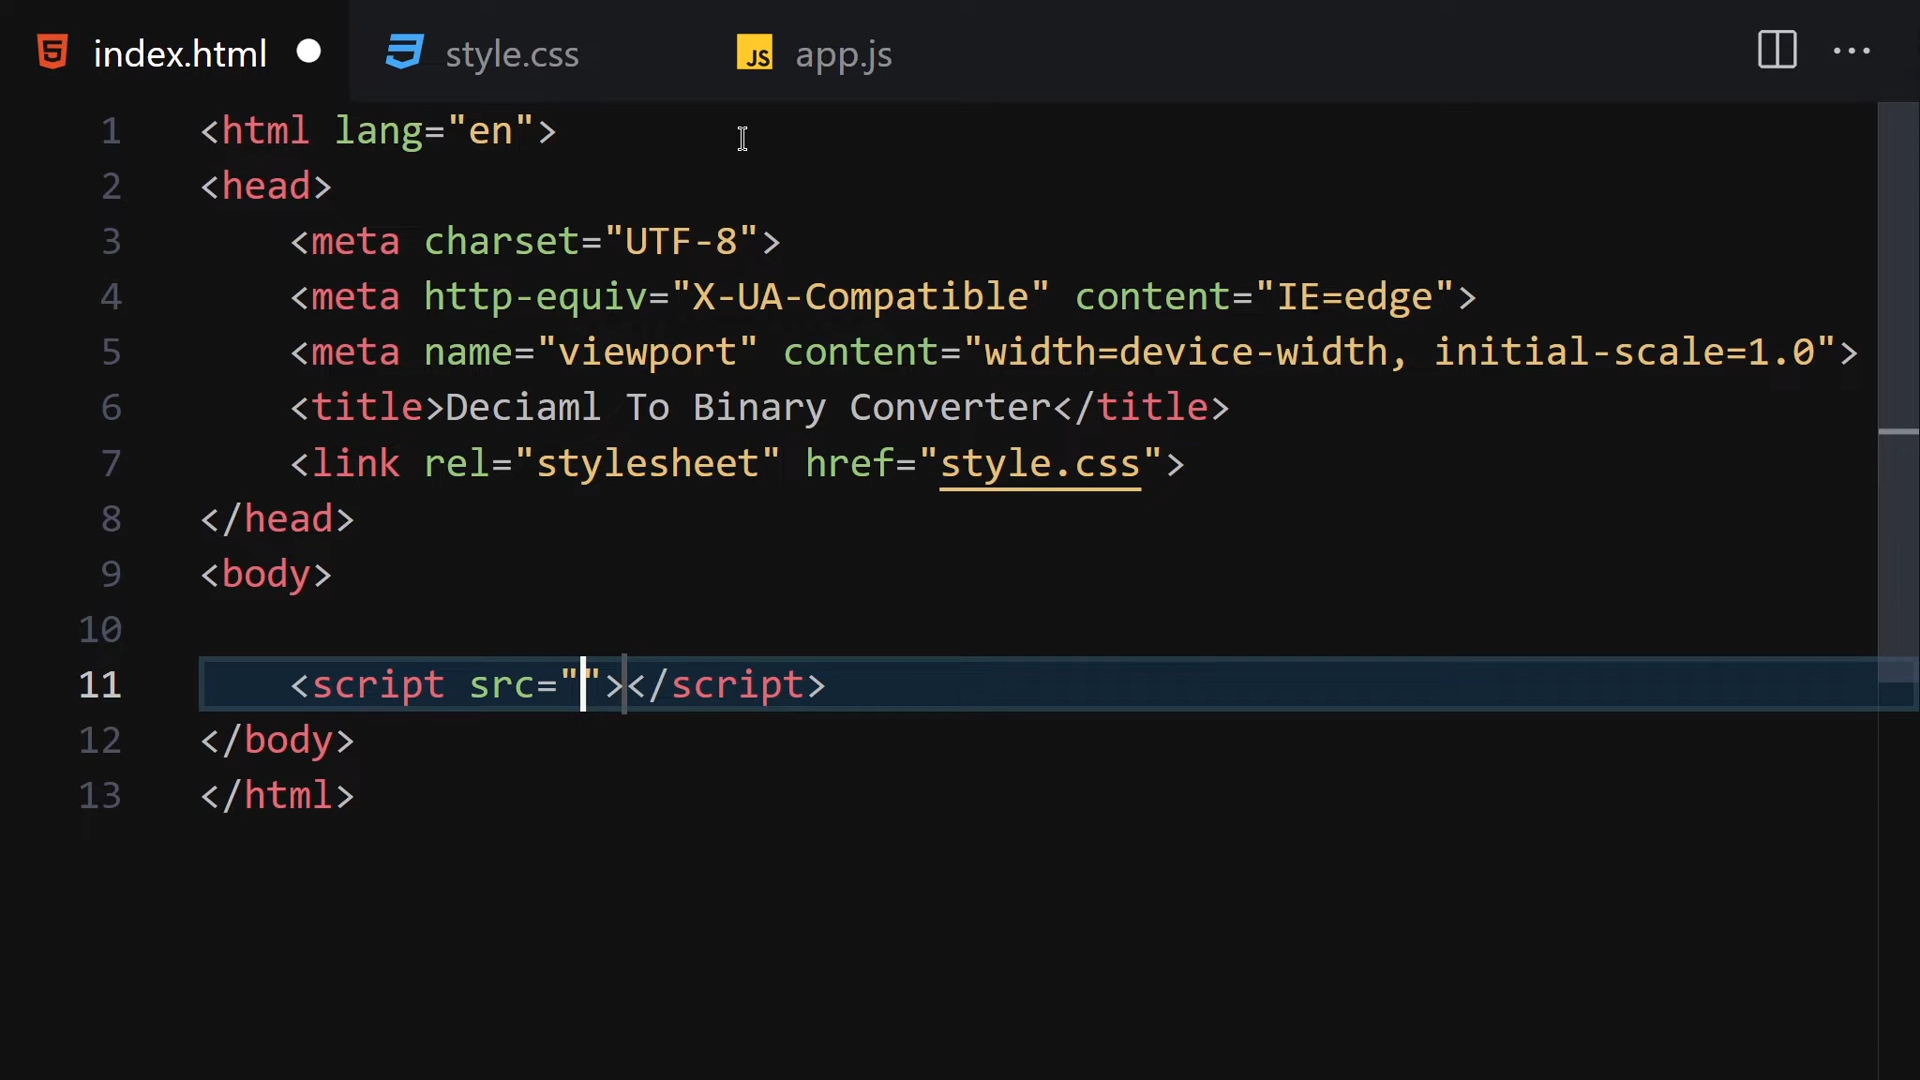 index.html style.css JS app.js
1 <html lang="en">
2 <head>
3     <meta charset="UTF-8">
4     <meta http-equiv="X-UA-Compatible" content="IE=edge">
5     <meta name="viewport" content="width=device-width, initial-scale=1.0">
6     <title>Deciaml To Binary Converter</title>
7     <link rel="stylesheet" href="style.css">
8 </head>
9 <body>
10
11     <script src=""></script>
12 </body>
13 </html>